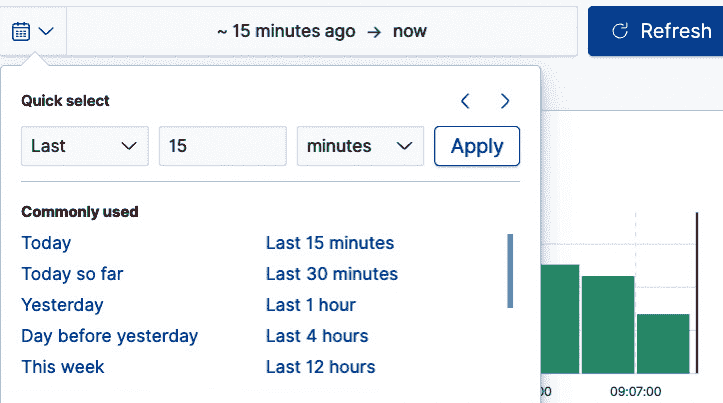 ~ 15 minutes ago → now
Refresh
Quick select
Last 15 minutes Apply
Commonly used
Today Last 15 minutes
Today so far Last 30 minutes
Yesterday Last 1 hour
Day before yesterday Last 4 hours
This week Last 12 hours
09:07:00